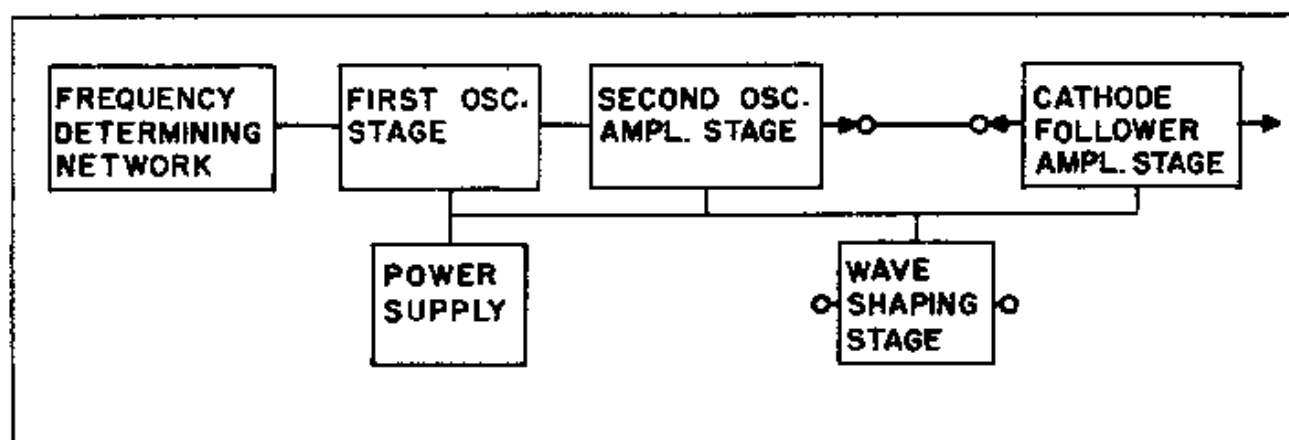 FREQUENCY
DETERMINING
NETWORK
FIRST OSC.
STAGE
SECOND OSC.
AMPL. STAGE
CATHODE
FOLLOWER
AMPL. STAGE
POWER
SUPPLY
WAVE
SHAPING
STAGE